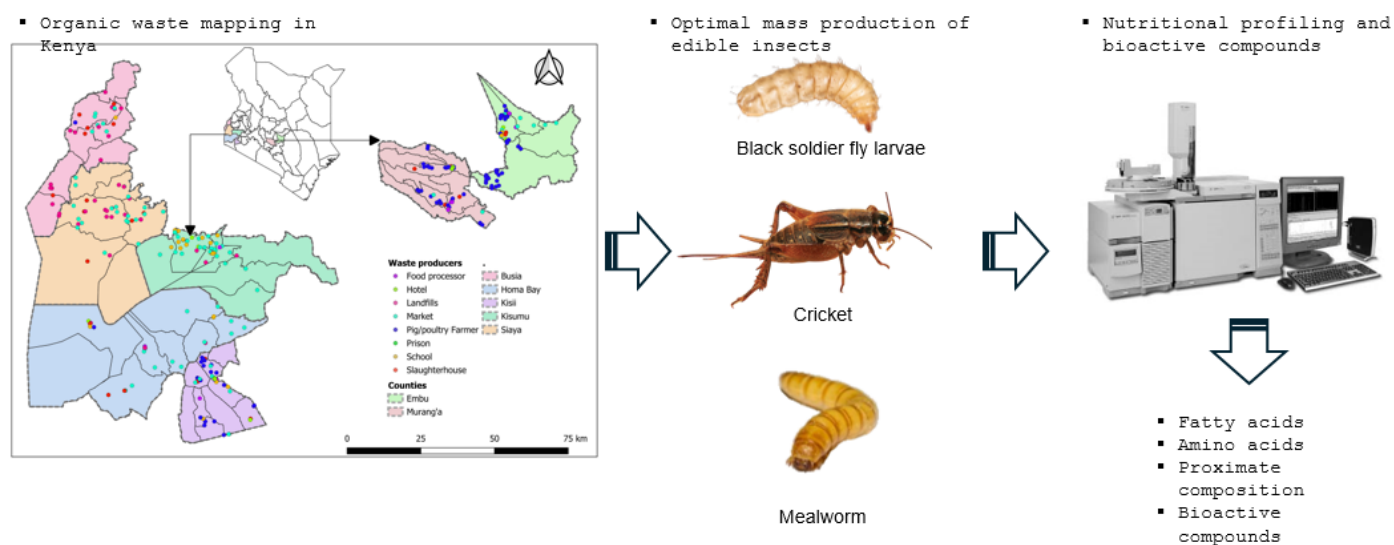 ▪ Organic waste mapping in
Kenya
Waste producers
Food processor
Hotel
Landfills
Market
Pig/poultry Farmer
Prison
School
Slaughterhouse
Counties
Embu
Murang'a
Busia
Homa Bay
Kisii
Kisumu
Siaya
0 25 50 75 km
▪ Optimal mass production of
edible insects
Black soldier fly larvae
Cricket
Mealworm
▪ Nutritional profiling and
bioactive compounds
▪ Fatty acids
▪ Amino acids
▪ Proximate
composition
▪ Bioactive
compounds